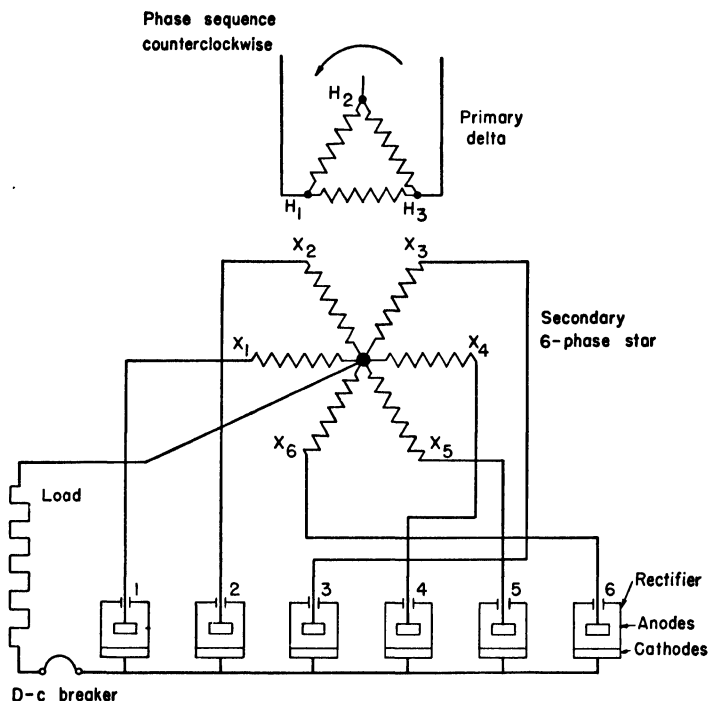 Phase sequence
counterclockwise
H2
Primary
delta
H1
H3
X2
X3
Secondary
6-phase star
X1
X4
X6
X5
Load
1
2
3
4
5
6
Rectifier
Anodes
Cathodes
D-c breaker